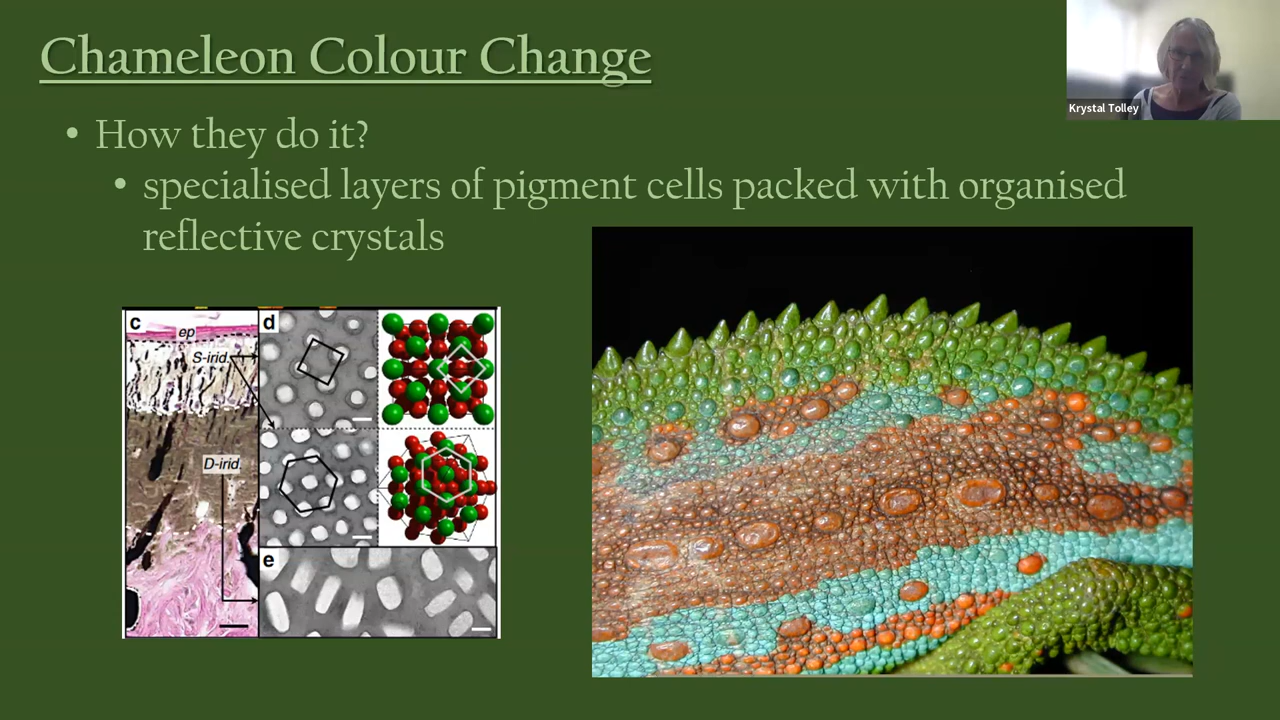 Chameleon Colour Change
Krystal Tolley
• How they do it?
• specialised layers of pigment cells packed with organised
reflective crystals
c
ep
S-irid.
D-irid.
d
e